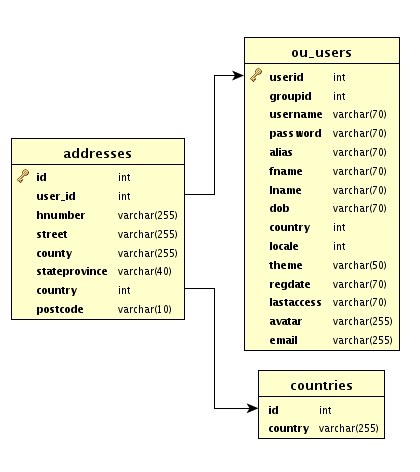 addresses
id int
user_id int
hnumber varchar(255)
street varchar(255)
county varchar(255)
stateprovince varchar(40)
country int
postcode varchar(10)
ou_users
userid int
groupid int
username varchar(70)
password varchar(70)
alias varchar(70)
fname varchar(70)
lname varchar(70)
dob varchar(70)
country int
locale int
theme varchar(50)
regdate varchar(70)
lastaccess varchar(70)
avatar varchar(255)
email varchar(255)
countries
id int
country varchar(255)